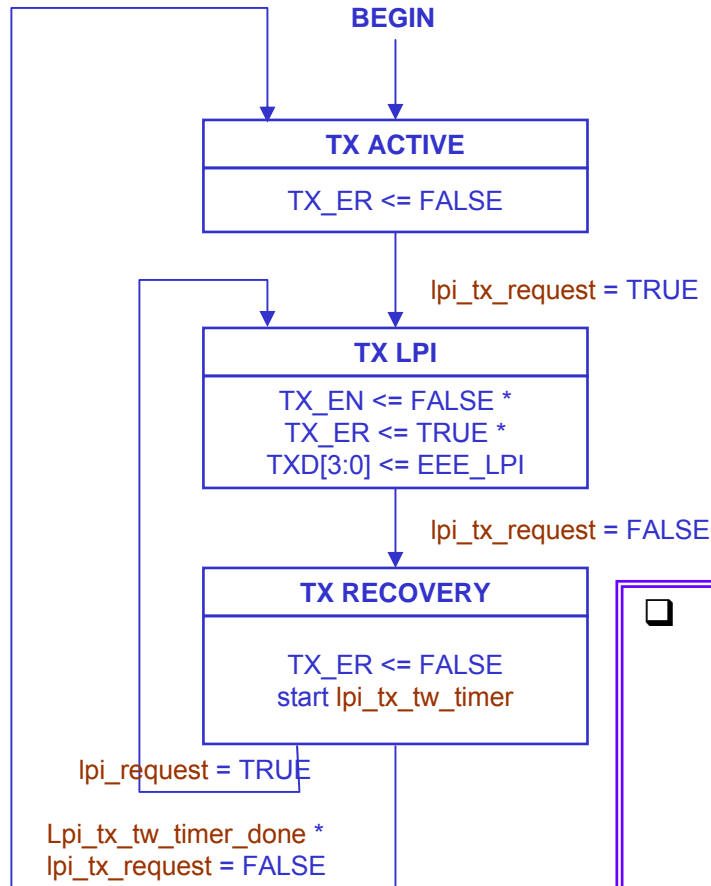 BEGIN
TX ACTIVE
TX_ER <= FALSE
lpi_tx_request = TRUE
TX LPI
TX_EN <= FALSE *
TX_ER <= TRUE *
TXD[3:0] <= EEE_LPI
lpi_tx_request = FALSE
TX RECOVERY
TX_ER <= FALSE
start lpi_tx_tw_timer
lpi_request = TRUE
Lpi_tx_tw_timer_done *
lpi_tx_request = FALSE